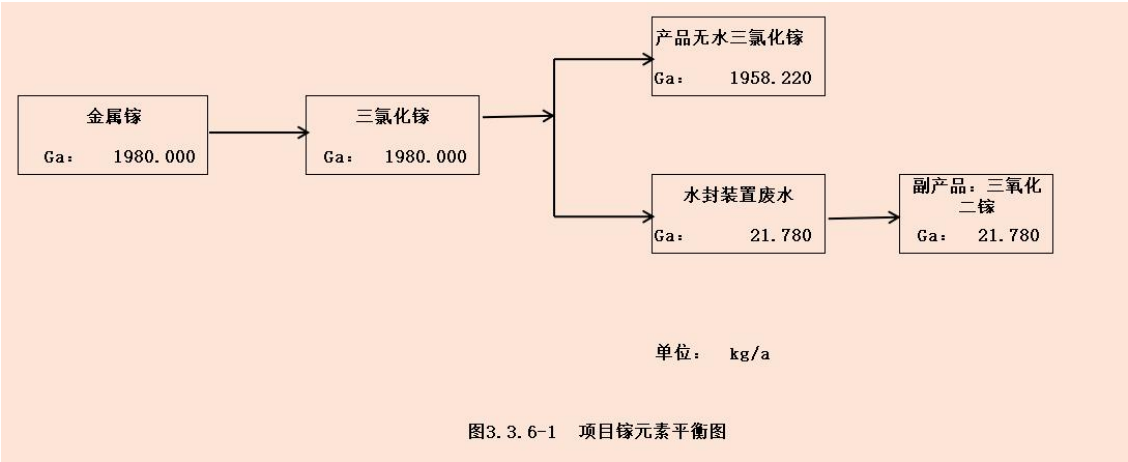 产品无水三氯化镓
Ga： 1958.220
金属镓
Ga： 1980.000
三氯化镓
Ga： 1980.000
水封装置废水
Ga： 21.780
副产品：三氧化
二镓
Ga： 21.780
单位： kg/a
图3.3.6-1 项目镓元素平衡图